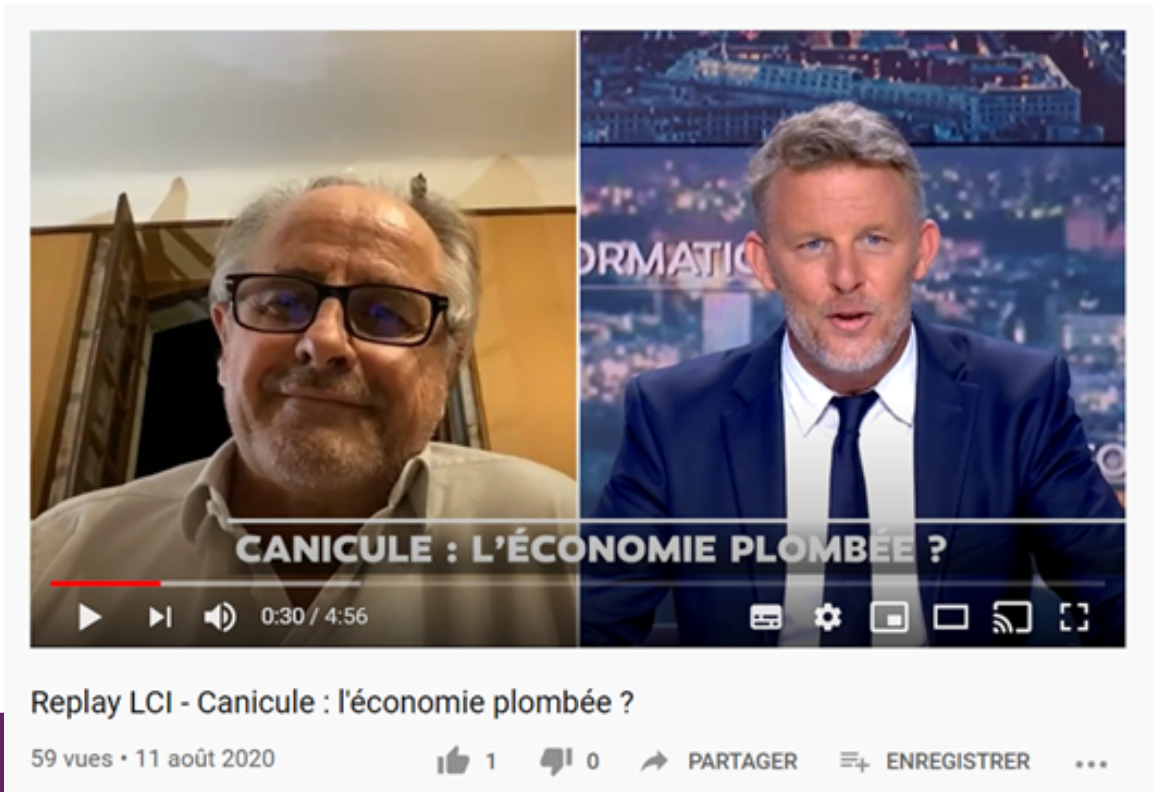 ORMATIO
CANICULE : L'ÉCONOMIE PLOMBÉE ?
0:30 / 4:56
Replay LCI - Canicule : l'économie plombée ?
59 vues • 11 août 2020
1
0
PARTAGER
ENREGISTRER